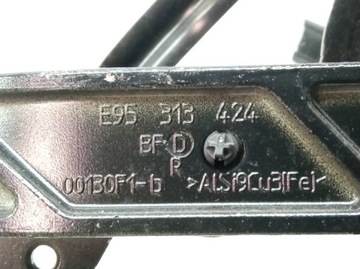 E95 313 424
BF D
R
00130F1-b >ALSi9Cu3(Fe)<